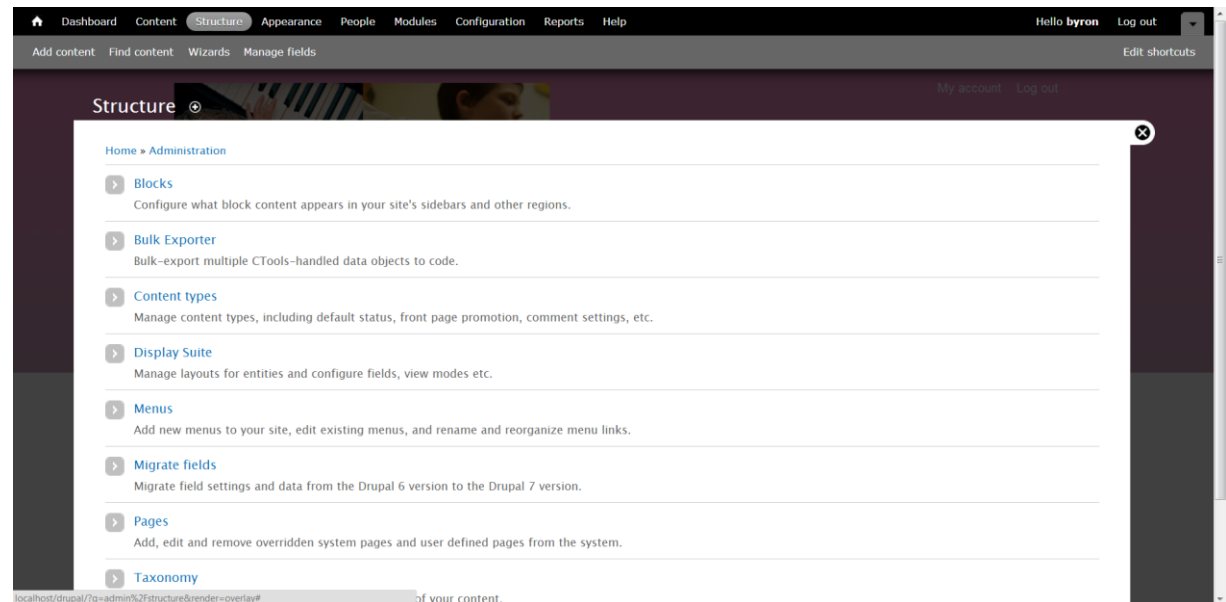 Dashboard Content Structure Appearance People Modules Configuration Reports Help Hello byron Log out
Add content Find content Wizards Manage fields Edit shortcuts
My account Log out
Structure
Home » Administration
Blocks
Configure what block content appears in your site's sidebars and other regions.
Bulk Exporter
Bulk-export multiple CTools-handled data objects to code.
Content types
Manage content types, including default status, front page promotion, comment settings, etc.
Display Suite
Manage layouts for entities and configure fields, view modes etc.
Menus
Add new menus to your site, edit existing menus, and rename and reorganize menu links.
Migrate fields
Migrate field settings and data from the Drupal 6 version to the Drupal 7 version.
Pages
Add, edit and remove overridden system pages and user defined pages from the system.
Taxonomy
of your content.
localhost/drupal/?q=admin%2Fstructure&render=overlay#